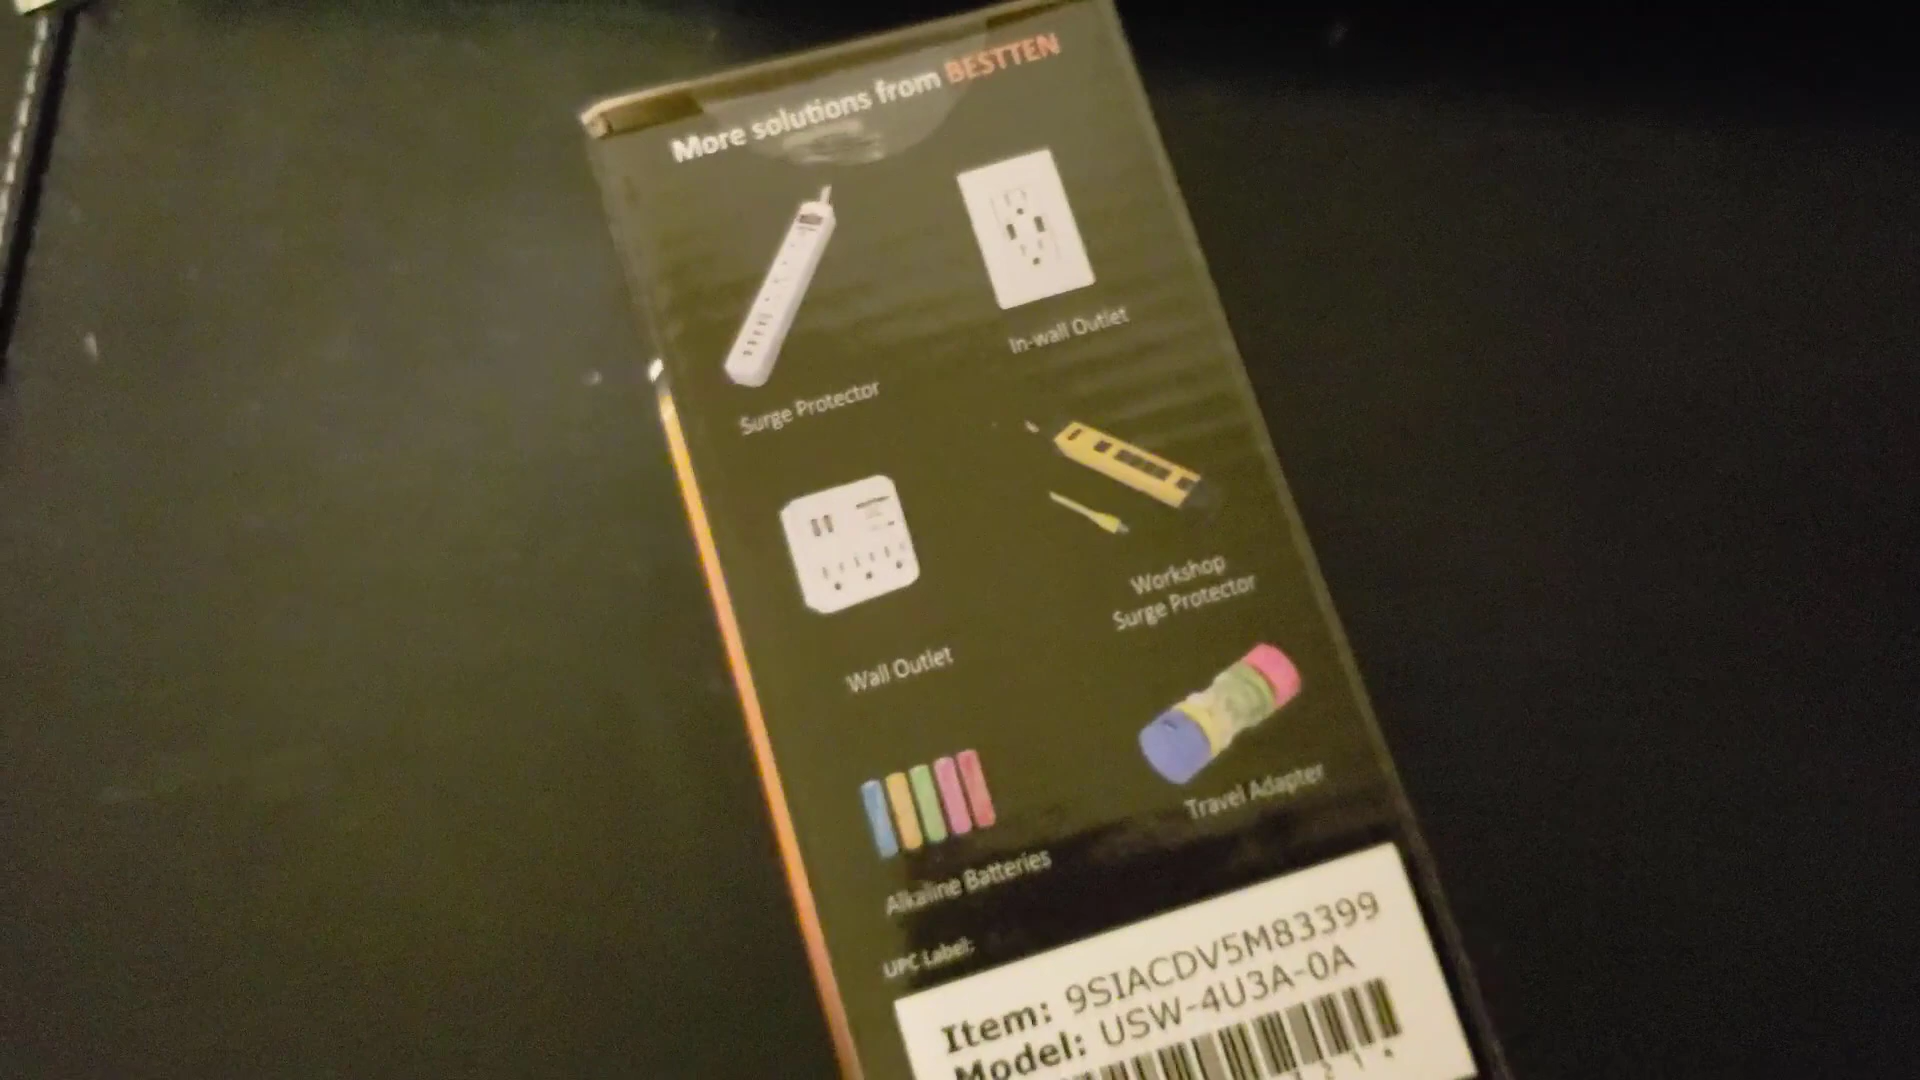 More solutions from BESTTEN
Surge Protector
In-wall Outlet
Wall Outlet
Workshop
Surge Protector
Alkaline Batteries
Travel Adapter
UPC Label:
Item: 9SIACDV5M83399
Model: USW-4U3A-0A